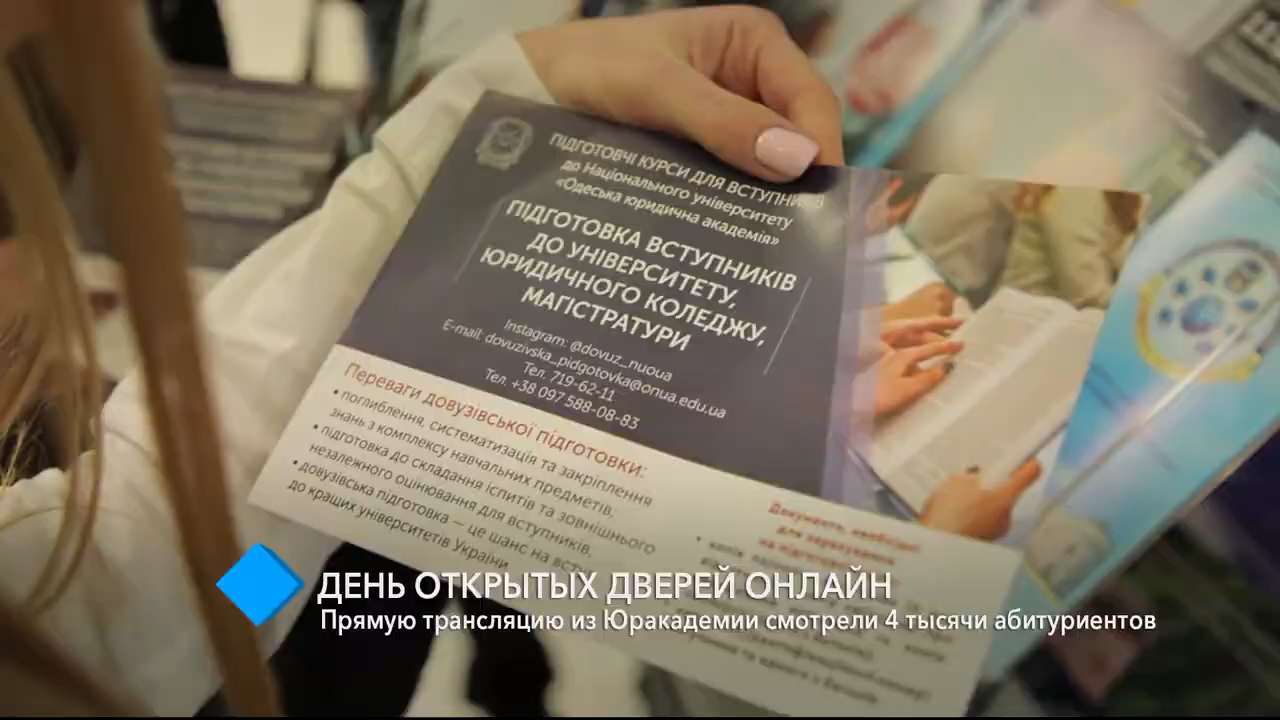 ПІДГОТОВЧІ КУРСИ ДЛЯ ВСТУПНИКІВ
до Національного університету
«Одеська юридична академія»
ПІДГОТОВКА ВСТУПНИКІВ
ДО УНІВЕРСИТЕТУ,
ЮРИДИЧНОГО КОЛЕДЖУ,
МАГІСТРАТУРИ
Instagram: @dovuz_nuoua
E-mail: dovuzivska_pidgotovka@onua.edu.ua
Тел. 719-62-11
Тел. +38 097 588-08-83
Переваги довузівської підготовки:
• поглиблення, систематизація та закріплення
знань з комплексу навчальних предметів;
• підготовка до складання іспитів та зовнішнього
незалежного оцінювання для вступників;
• довузівська підготовка — це шанс на
до кращих університетів України
Документи, необхідні
для зарахування
ДЕНЬ ОТКРЫТЫХ ДВЕРЕЙ ОНЛАЙН
Прямую трансляцию из Юракадемии смотрели 4 тысячи абитуриентов